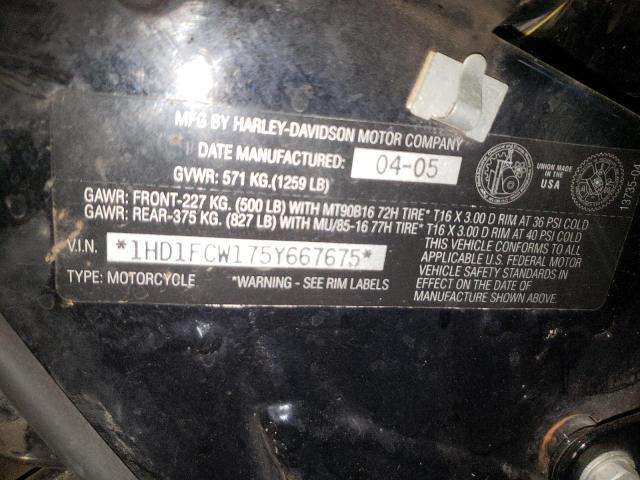 MFG BY HARLEY-DAVIDSON MOTOR COMPANY
DATE MANUFACTURED: 04-05
GVWR: 571 KG.(1259 LB)
UNION MADE IN THE USA
GAWR: FRONT-227 KG. (500 LB) WITH MT90B16 72H TIRE* T16 X 3.00 D RIM AT 36 PSI COLD
GAWR: REAR-375 KG. (827 LB) WITH MU/85-16 77H TIRE* T16 X 3.00 D RIM AT 40 PSI COLD
V.I.N. *1HD1FCW175Y667675*
THIS VEHICLE CONFORMS TO ALL
APPLICABLE U.S. FEDERAL MOTOR
VEHICLE SAFETY STANDARDS IN
EFFECT ON THE DATE OF
MANUFACTURE SHOWN ABOVE.
TYPE: MOTORCYCLE *WARNING - SEE RIM LABELS